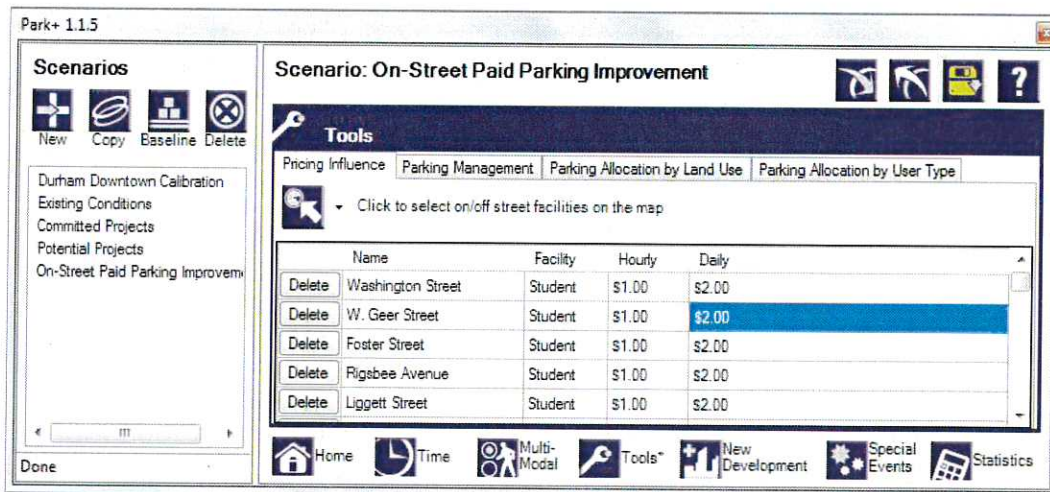 Park+ 1.1.5
Scenarios
New Copy Baseline Delete
Durham Downtown Calibration
Existing Conditions
Committed Projects
Potential Projects
On-Street Paid Parking Improvem
Done
Scenario: On-Street Paid Parking Improvement
?
Tools
Pricing Influence Parking Management Parking Allocation by Land Use Parking Allocation by User Type
Click to select on/off street facilities on the map
Name Facility Hourly Daily
Delete Washington Street Student $1.00 $2.00
Delete W. Geer Street Student $1.00 $2.00
Delete Foster Street Student $1.00 $2.00
Delete Rigsbee Avenue Student $1.00 $2.00
Delete Liggett Street Student $1.00 $2.00
Home Time Multi-Modal Tools* New Development Special Events Statistics